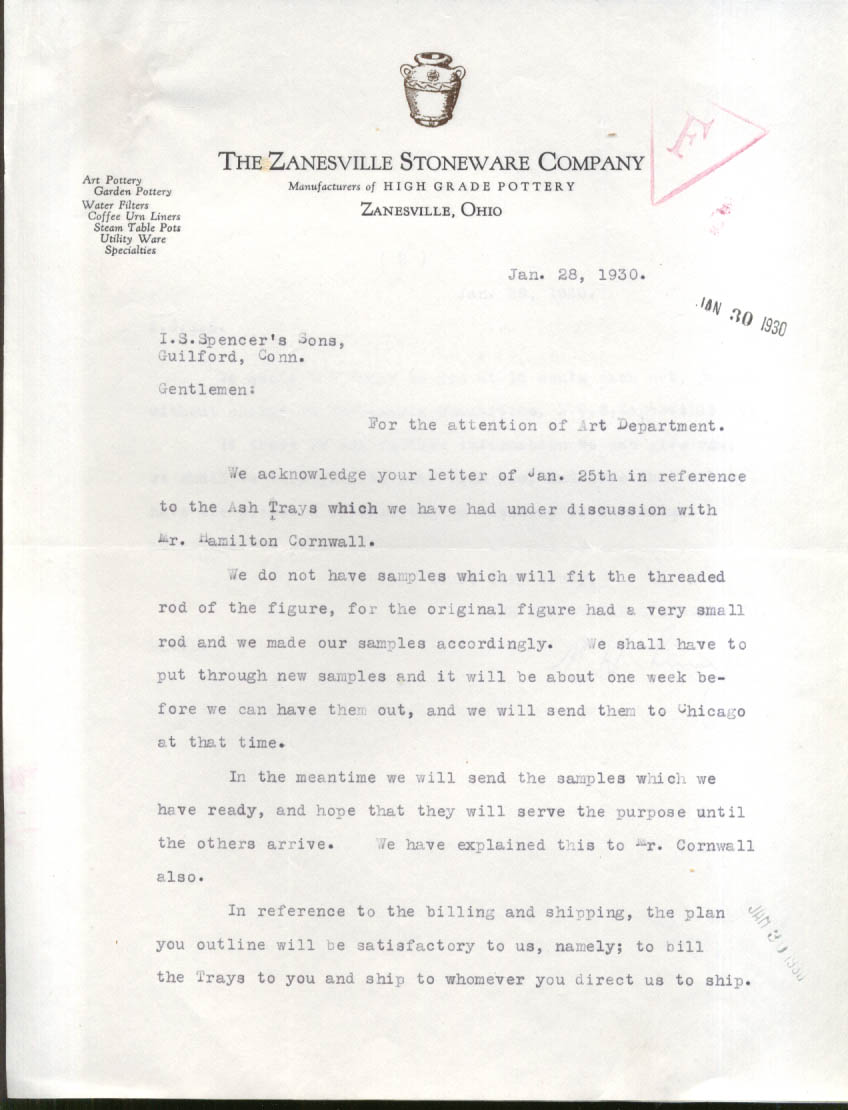 THE ZANESVILLE STONEWARE COMPANY
Manufacturers of HIGH GRADE POTTERY
ZANESVILLE, OHIO
Art Pottery
Garden Pottery
Water Filters
Coffee Urn Liners
Steam Table Pots
Utility Ware
Specialties
F
Jan. 28, 1930.
JAN 30 1930
I.S.Spencer's Sons,
Guilford, Conn.
Gentlemen:
For the attention of Art Department.
We acknowledge your letter of Jan. 25th in reference
to the Ash Trays which we have had under discussion with
Mr. Hamilton Cornwall.
We do not have samples which will fit the threaded
rod of the figure, for the original figure had a very small
rod and we made our samples accordingly. We shall have to
put through new samples and it will be about one week be-
fore we can have them out, and we will send them to Chicago
at that time.
In the meantime we will send the samples which we
have ready, and hope that they will serve the purpose until
the others arrive. We have explained this to Mr. Cornwall
also.
In reference to the billing and shipping, the plan
you outline will be satisfactory to us, namely; to bill
the Trays to you and ship to whomever you direct us to ship.
JAN 30 1930